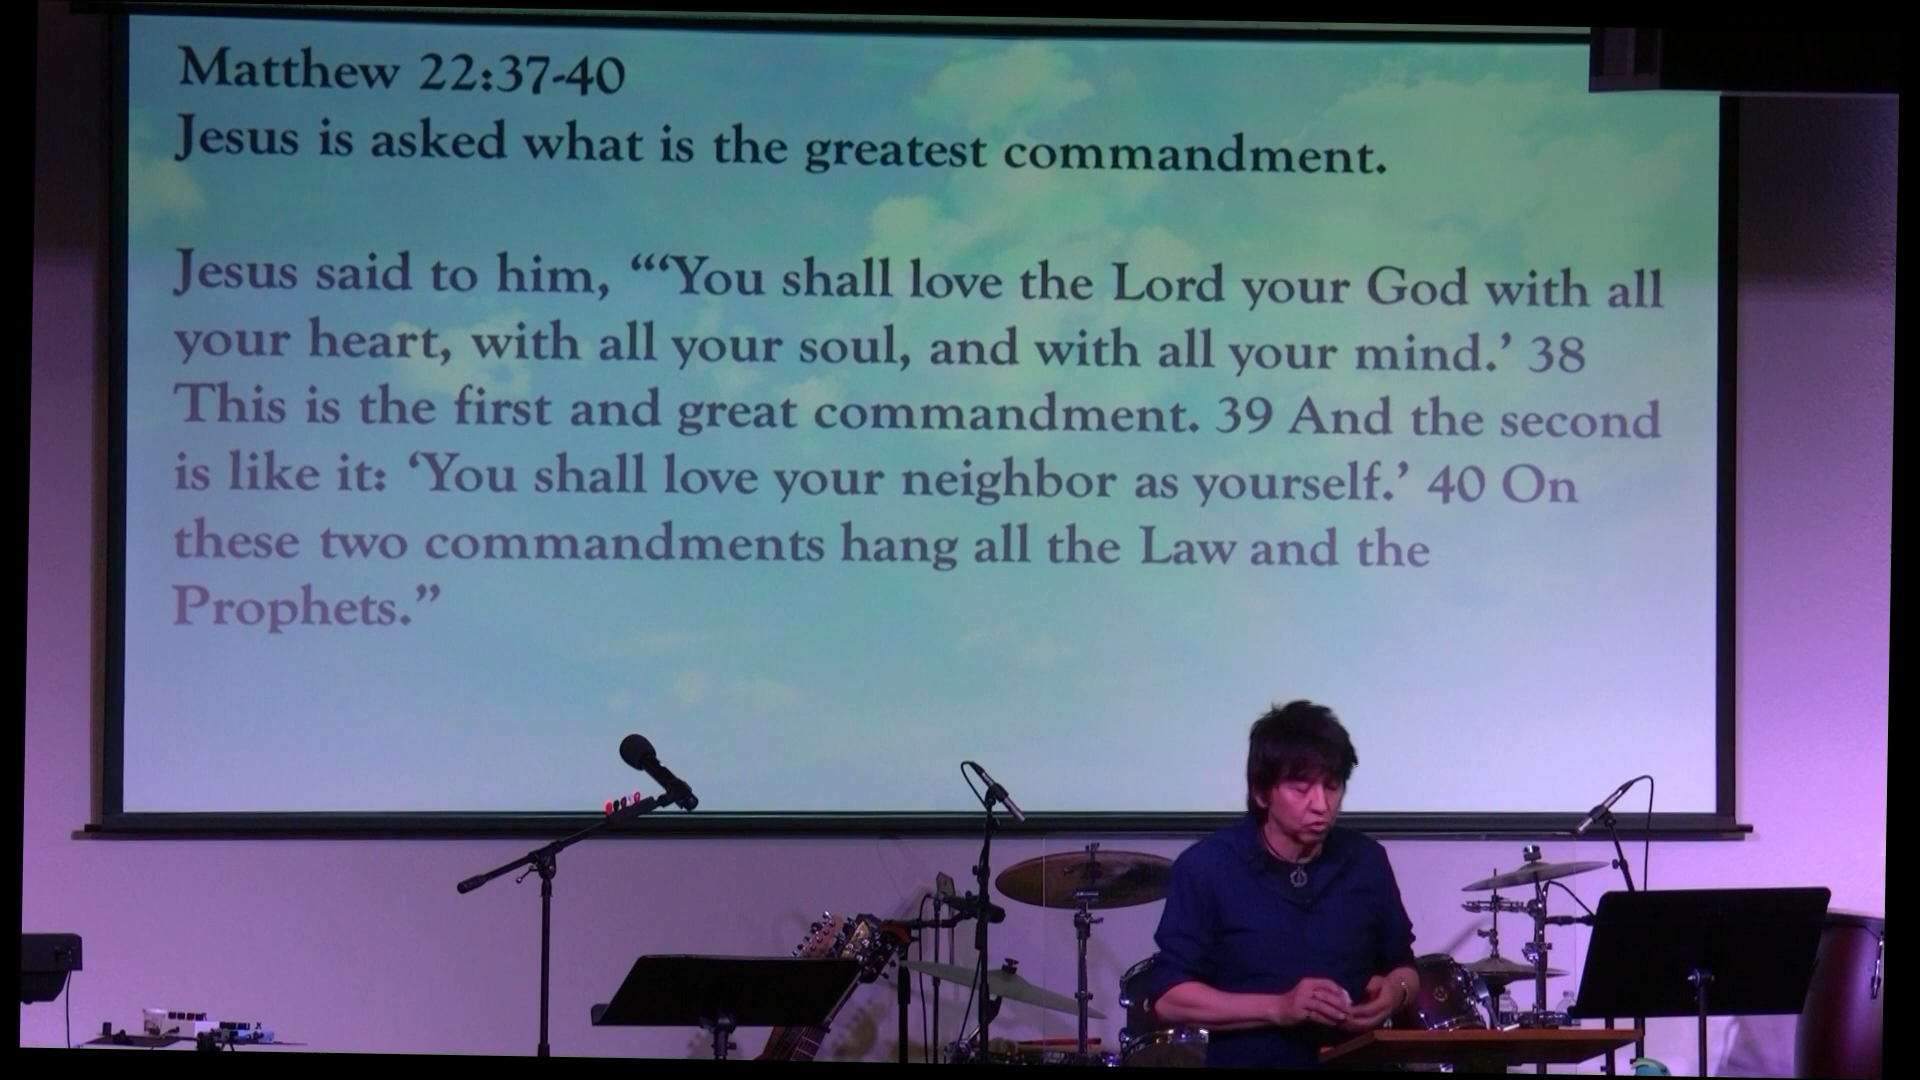 Matthew 22:37-40
Jesus is asked what is the greatest commandment.
Jesus said to him, “‘You shall love the Lord your God with all
your heart, with all your soul, and with all your mind.’ 38
This is the first and great commandment. 39 And the second
is like it: ‘You shall love your neighbor as yourself.’ 40 On
these two commandments hang all the Law and the
Prophets.”